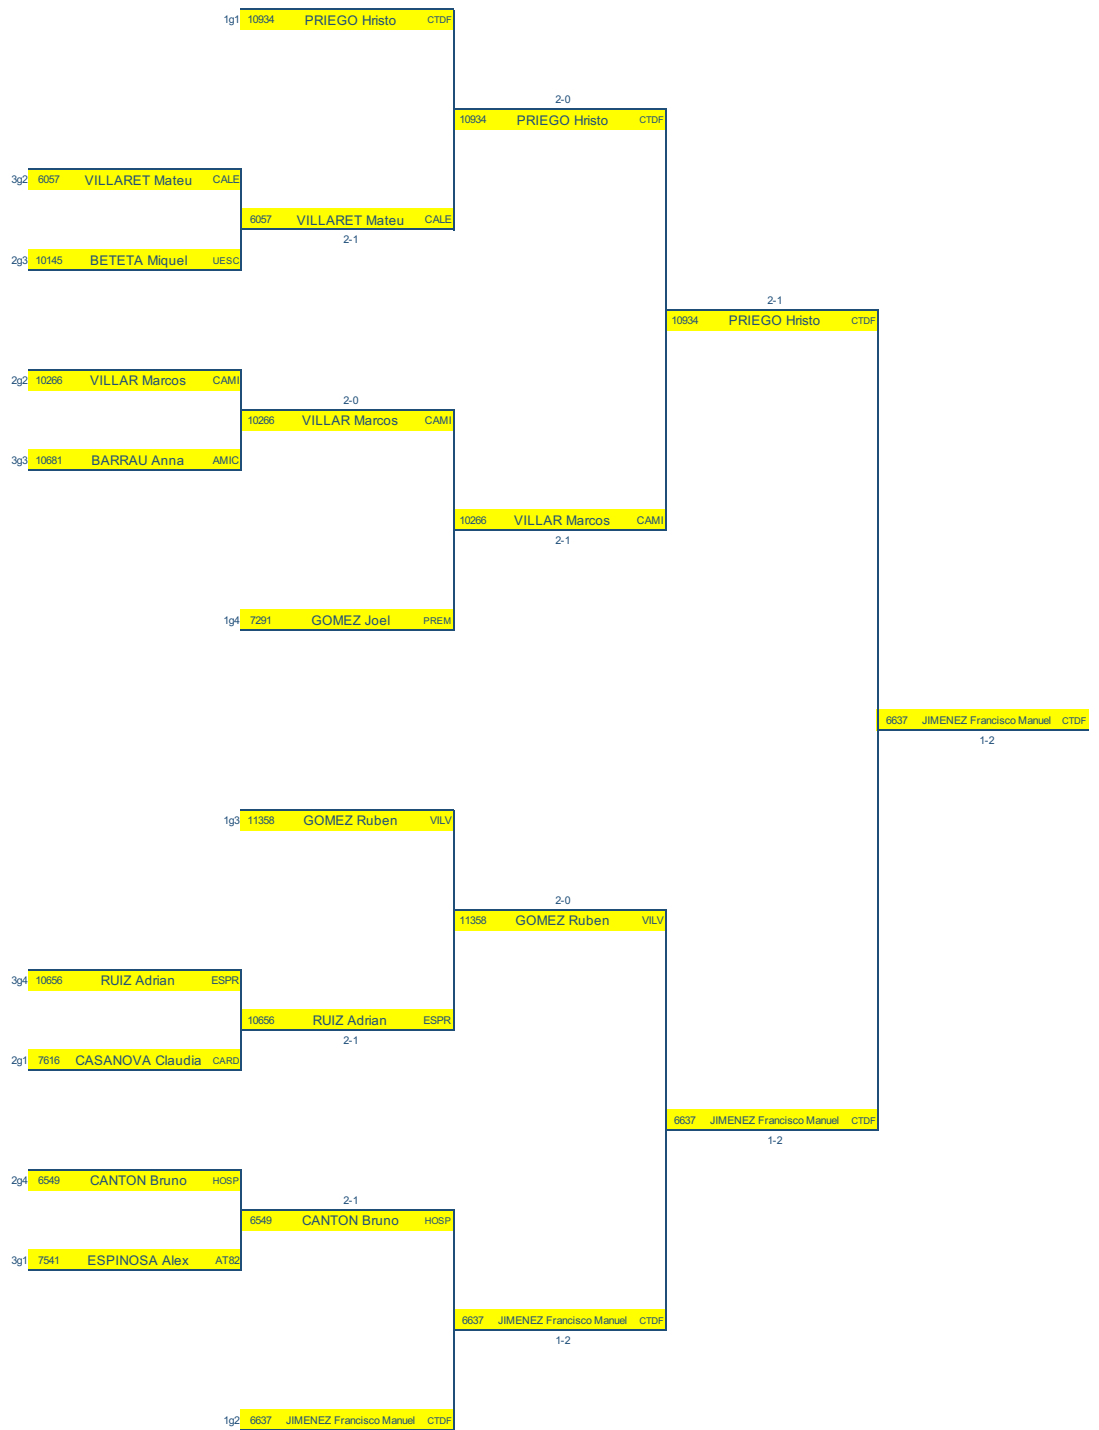 1g1 10934 PRIEGO Hristo CTDF
2-0
10934 PRIEGO Hristo CTDF
3g2 6057 VILLARET Mateu CALE
6057 VILLARET Mateu CALE
2-1
2g3 10145 BETETA Miquel UESC
2-1
10934 PRIEGO Hristo CTDF
2g2 10266 VILLAR Marcos CAMI
2-0
10266 VILLAR Marcos CAMI
3g3 10681 BARRAU Anna AMIC
10266 VILLAR Marcos CAMI
2-1
1g4 7291 GOMEZ Joel PREM
6637 JIMENEZ Francisco Manuel CTDF
1-2
1g3 11358 GOMEZ Ruben VILV
2-0
11358 GOMEZ Ruben VILV
3g4 10656 RUIZ Adrian ESPR
10656 RUIZ Adrian ESPR
2-1
2g1 7616 CASANOVA Claudia CARD
6637 JIMENEZ Francisco Manuel CTDF
1-2
2g4 6549 CANTON Bruno HOSP
2-1
6549 CANTON Bruno HOSP
3g1 7541 ESPINOSA Alex AT82
6637 JIMENEZ Francisco Manuel CTDF
1-2
1g2 6637 JIMENEZ Francisco Manuel CTDF